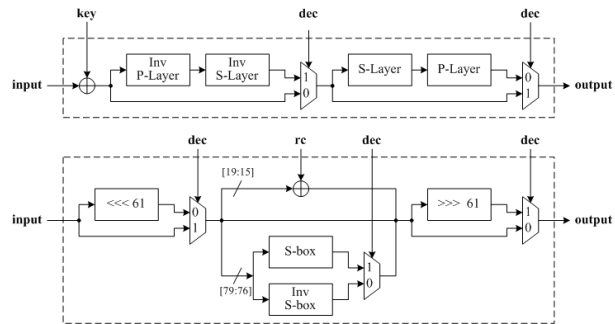 key
dec
dec
Inv
P-Layer
Inv
S-Layer
1
0
S-Layer
P-Layer
0
1
input
output
dec
rc
dec
dec
[19:15]
<<< 61
0
1
>>> 61
1
0
input
output
S-box
1
0
[79:76]
Inv
S-box